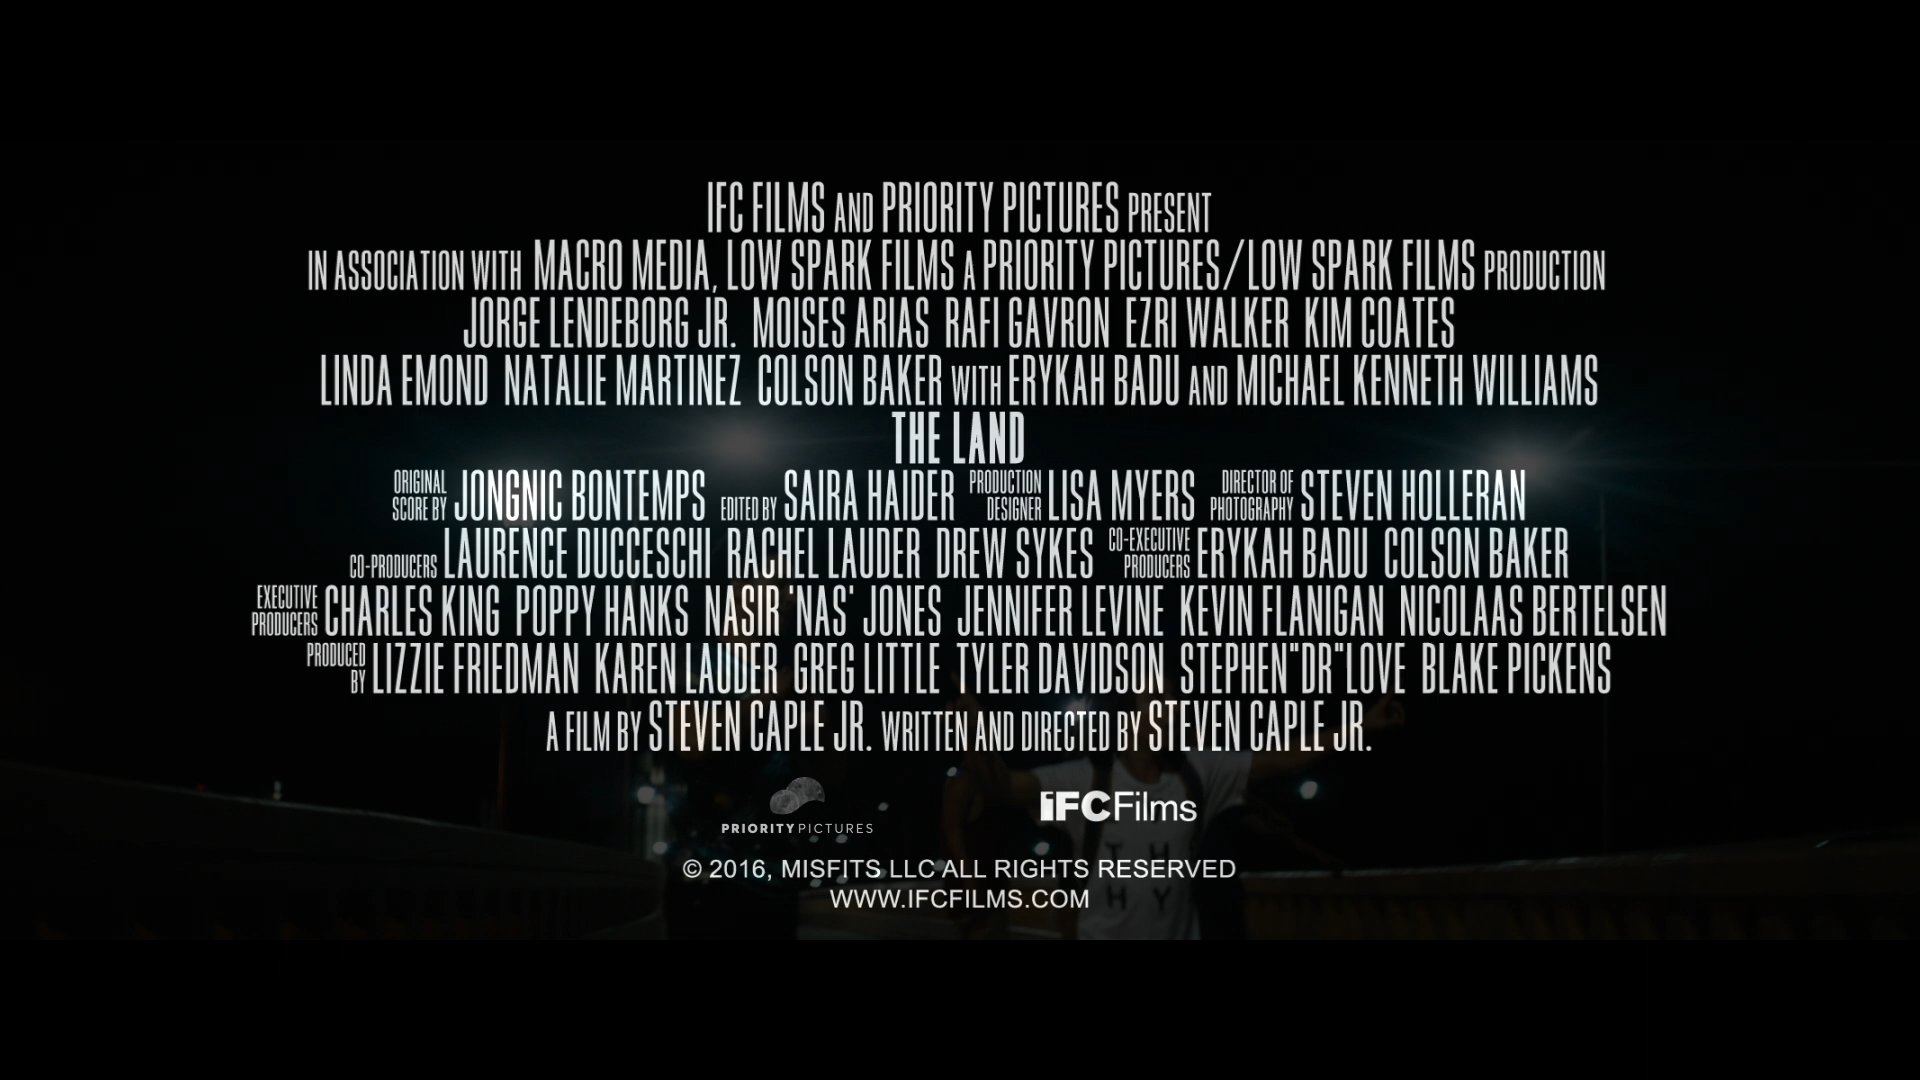 IFC FILMS AND PRIORITY PICTURES PRESENT
IN ASSOCIATION WITH MACRO MEDIA, LOW SPARK FILMS A PRIORITY PICTURES/LOW SPARK FILMS PRODUCTION
JORGE LENDEBORG JR. MOISES ARIAS RAFI GAVRON EZRI WALKER KIM COATES
LINDA EMOND NATALIE MARTINEZ COLSON BAKER WITH ERYKAH BADU AND MICHAEL KENNETH WILLIAMS
THE LAND
ORIGINAL SCORE BY JONGNIC BONTEMPS EDITED BY SAIRA HAIDER PRODUCTION DESIGNER LISA MYERS DIRECTOR OF PHOTOGRAPHY STEVEN HOLLERAN
CO-PRODUCERS LAURENCE DUCCESCHI RACHEL LAUDER DREW SYKES CO-EXECUTIVE PRODUCERS ERYKAH BADU COLSON BAKER
EXECUTIVE PRODUCERS CHARLES KING POPPY HANKS NASIR 'NAS' JONES JENNIFER LEVINE KEVIN FLANIGAN NICOLAAS BERTELSEN
PRODUCED BY LIZZIE FRIEDMAN KAREN LAUDER GREG LITTLE TYLER DAVIDSON STEPHEN"DR"LOVE BLAKE PICKENS
A FILM BY STEVEN CAPLE JR. WRITTEN AND DIRECTED BY STEVEN CAPLE JR.
PRIORITYPICTURES
IFC Films
© 2016, MISFITS LLC ALL RIGHTS RESERVED
WWW.IFCFILMS.COM